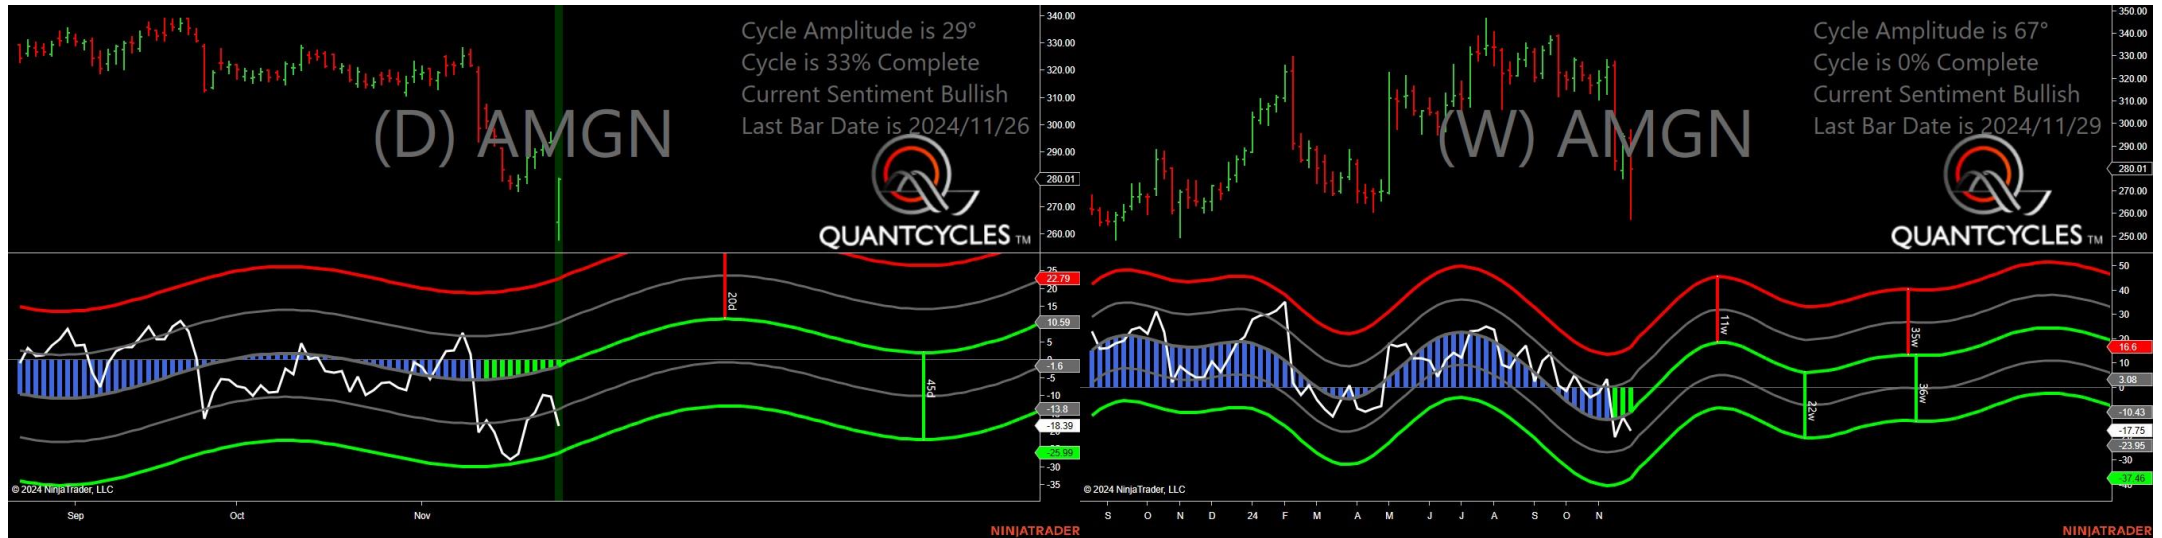 340.00
330.00
320.00
310.00
300.00
290.00
280.01
270.00
260.00
Cycle Amplitude is 29°
Cycle is 33% Complete
Current Sentiment Bullish
Last Bar Date is 2024/11/26
(D) AMGN
QUANTCYCLES TM
25
22.79
20
15
10.59
5
-1.6
-5
-10
-13.8
-18.39
-25.99
-30
-35
20d
45d
© 2024 NinjaTrader, LLC
Sep
Oct
Nov
NINJATRADER
350.00
340.00
330.00
320.00
310.00
300.00
290.00
280.01
270.00
260.00
250.00
Cycle Amplitude is 67°
Cycle is 0% Complete
Current Sentiment Bullish
Last Bar Date is 2024/11/29
(W) AMGN
QUANTCYCLES TM
50
40
30
20
16.6
10
3.08
0
-10.43
-17.75
-23.95
-30
-37.46
11w
22w
35w
36w
© 2024 NinjaTrader, LLC
S
O
N
D
24
F
M
A
M
J
J
A
S
O
N
NINJATRADER